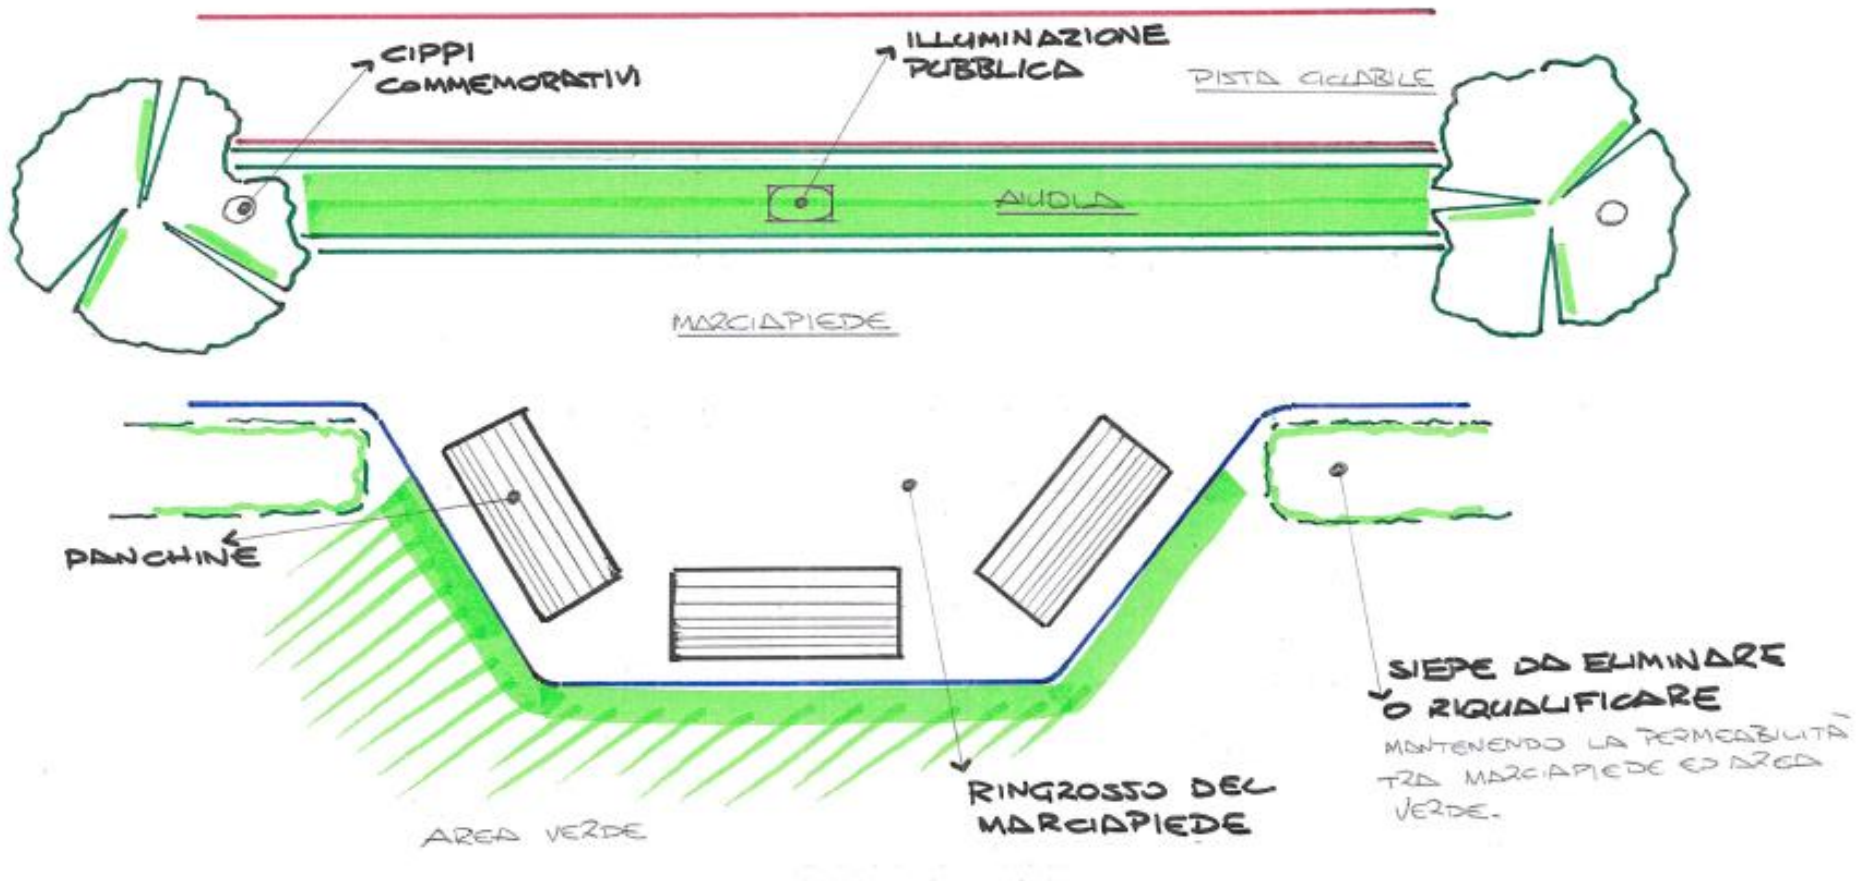 CIPPI
COMMEMORATIVI
ILLUMINAZIONE
PUBBLICA
PISTA CICLABILE
AIUOLA
MARCIAPIEDE
PANCHINE
SIEPE DA ELIMINARE
O RIQUALIFICARE
MANTENENDO LA PERMEABILITÀ
TRA MARCIAPIEDE ED AREA
VERDE.
RINGROSSO DEL
MARCIAPIEDE
AREA VERDE